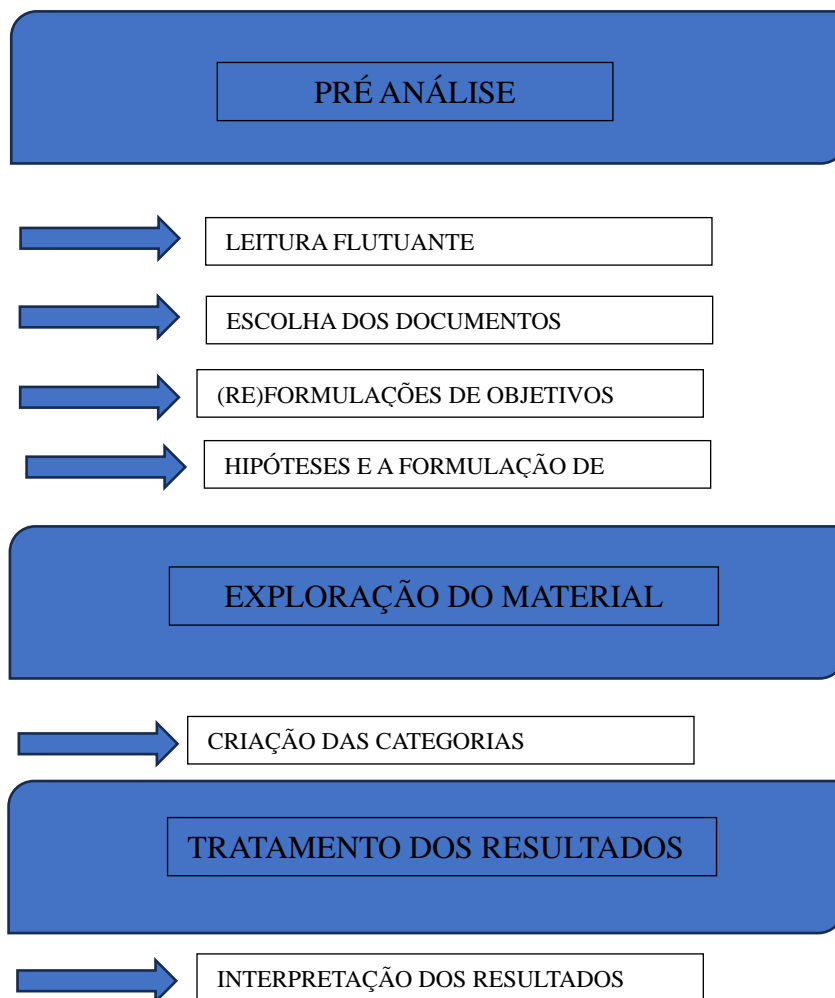 PRÉ ANÁLISE
LEITURA FLUTUANTE
ESCOLHA DOS DOCUMENTOS
(RE)FORMULAÇÕES DE OBJETIVOS
HIPÓTESES E A FORMULAÇÃO DE
EXPLORAÇÃO DO MATERIAL
CRIAÇÃO DAS CATEGORIAS
TRATAMENTO DOS RESULTADOS
INTERPRETAÇÃO DOS RESULTADOS